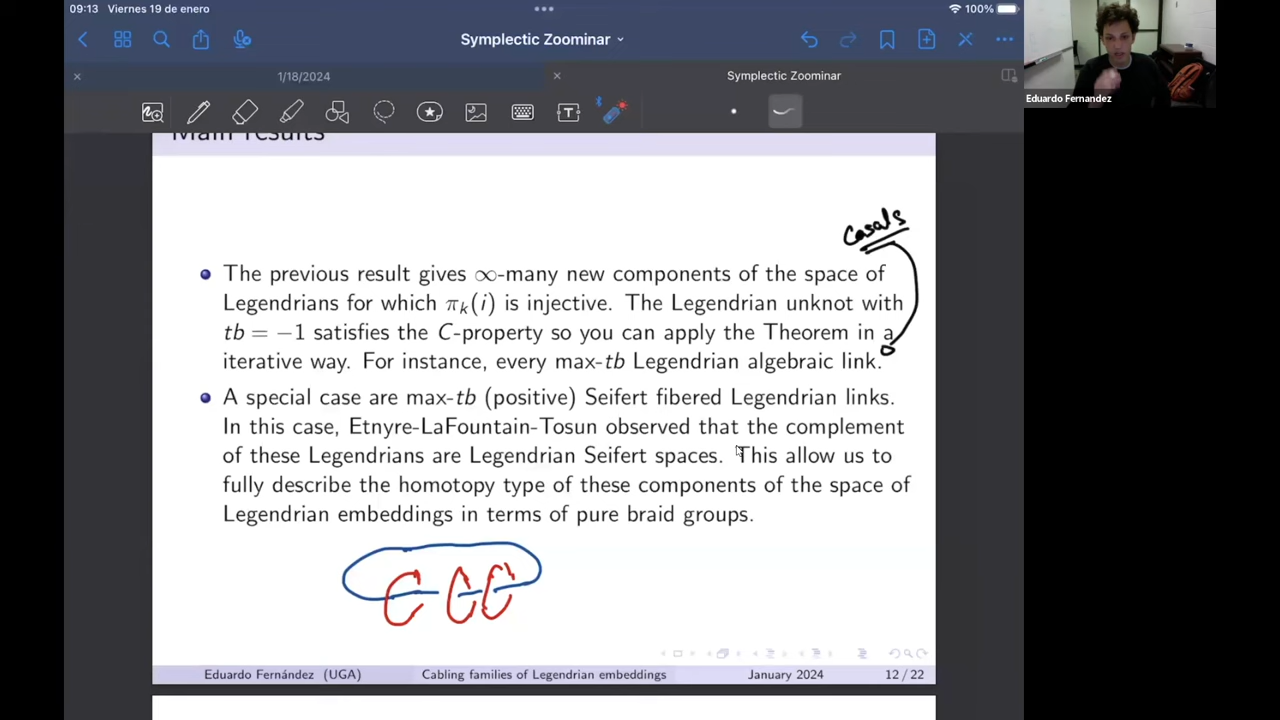 09:13 Viernes 19 de enero
100%
Symplectic Zoominar
1/18/2024
Symplectic Zoominar
Eduardo Fernandez
Main results
Casals
The previous result gives ∞-many new components of the space of
Legendrians for which πk(i) is injective. The Legendrian unknot with
tb = −1 satisfies the C-property so you can apply the Theorem in a
iterative way. For instance, every max-tb Legendrian algebraic link.
A special case are max-tb (positive) Seifert fibered Legendrian links.
In this case, Etnyre-LaFountain-Tosun observed that the complement
of these Legendrians are Legendrian Seifert spaces. This allow us to
fully describe the homotopy type of these components of the space of
Legendrian embeddings in terms of pure braid groups.
Eduardo Fernández (UGA) Cabling families of Legendrian embeddings January 2024 12 / 22